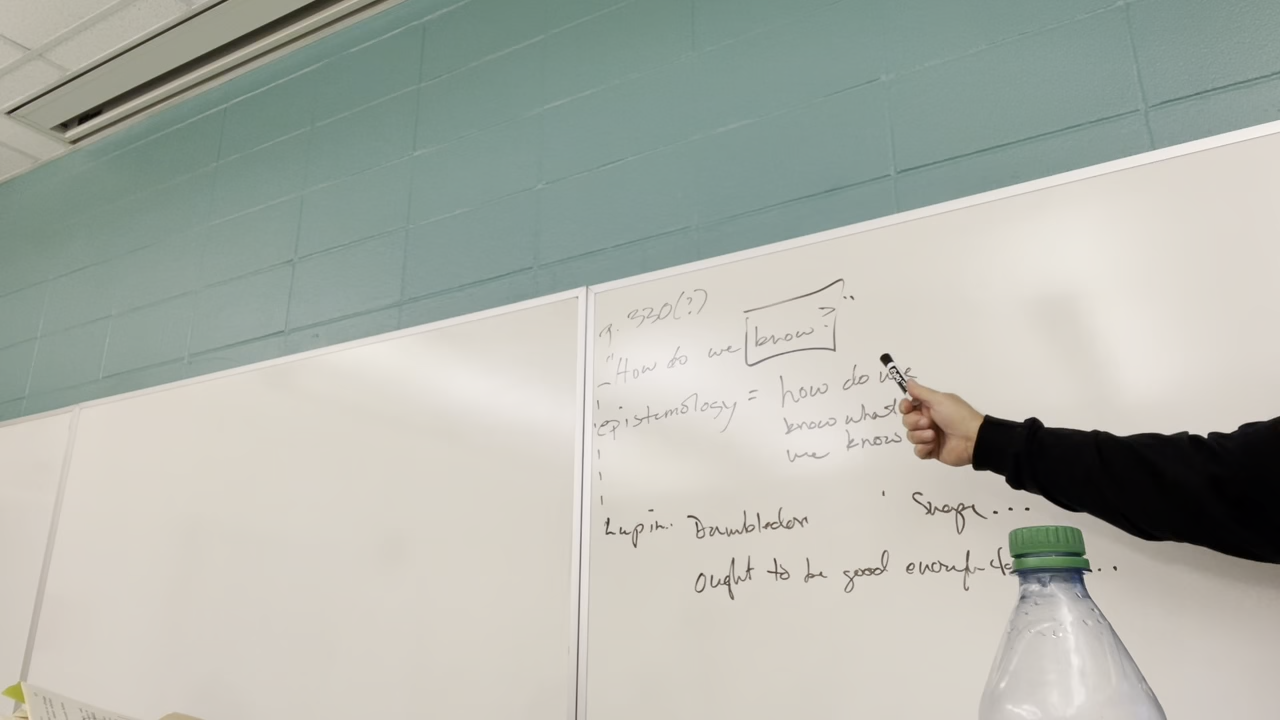 p. 330(?)
"How do we know?"
epistemology = how do we
know what
we know
Lupin: Dumbledore Snape...
ought to be good enough ...